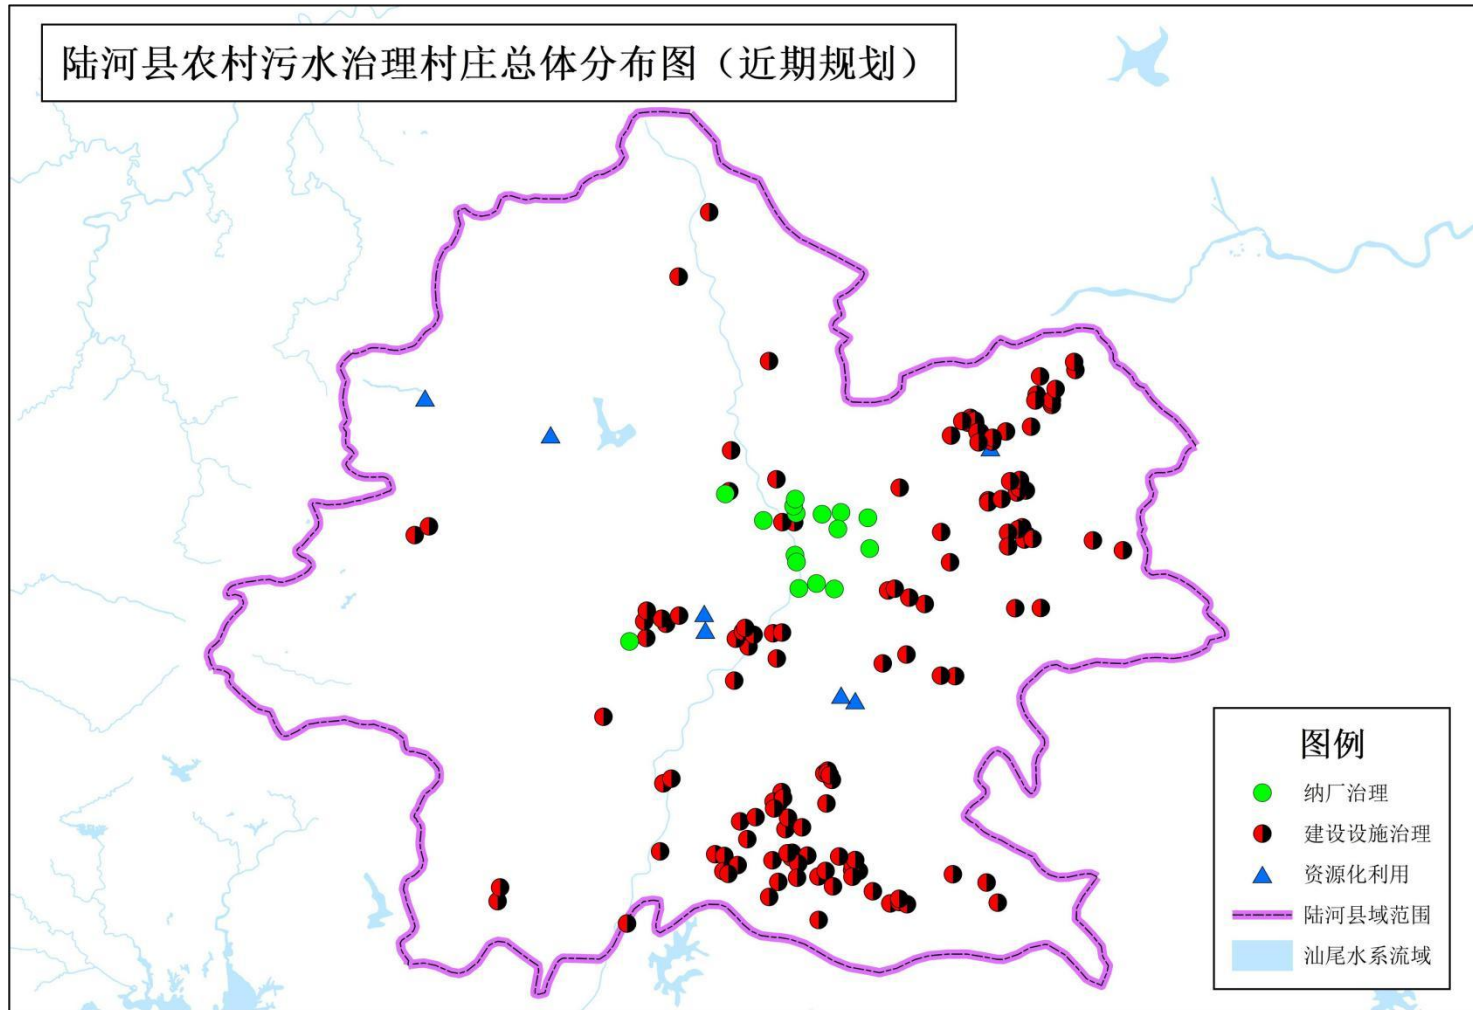 陆河县农村污水治理村庄总体分布图（近期规划）
图例
纳厂治理
建设设施治理
资源化利用
陆河县域范围
汕尾水系流域